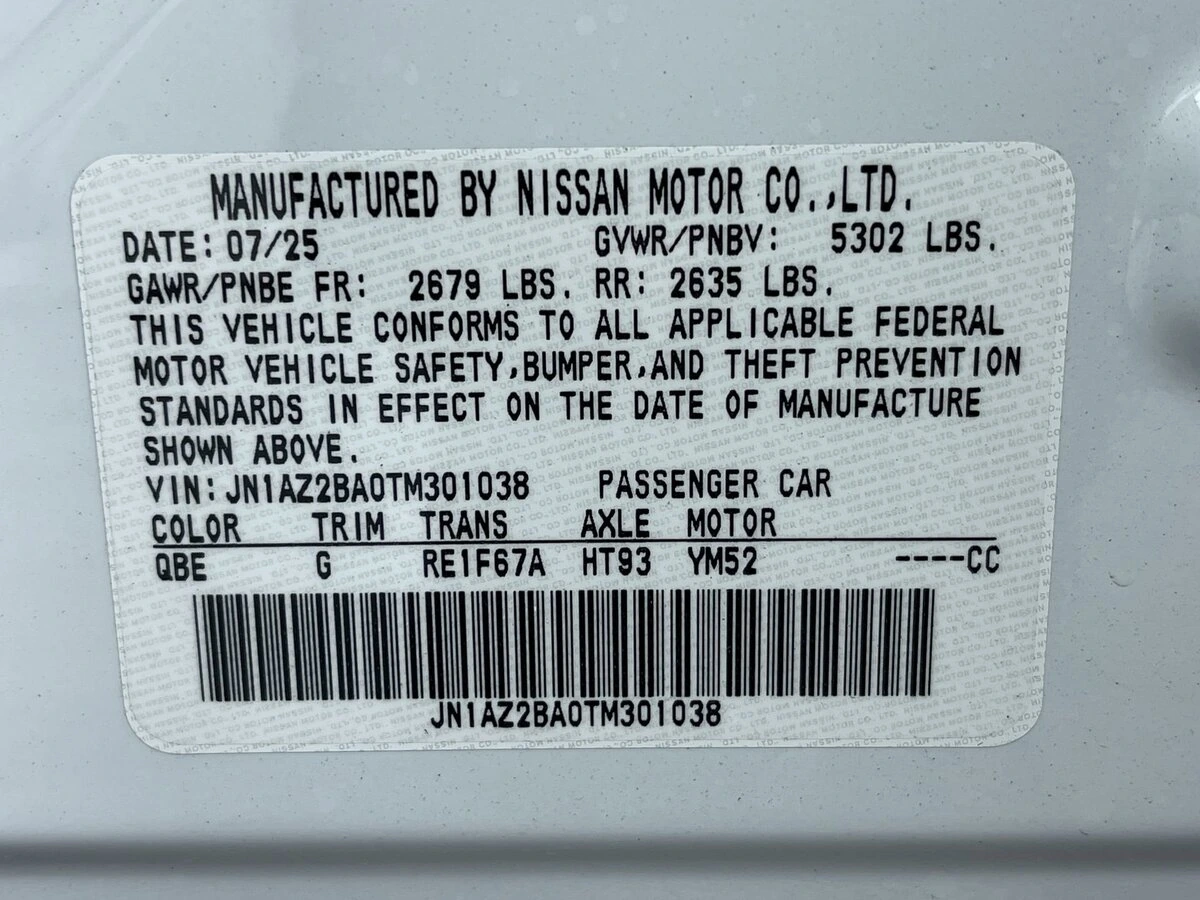 MANUFACTURED BY NISSAN MOTOR CO.,LTD.
DATE: 07/25 GVWR/PNBV: 5302 LBS.
GAWR/PNBE FR: 2679 LBS. RR: 2635 LBS.
THIS VEHICLE CONFORMS TO ALL APPLICABLE FEDERAL
MOTOR VEHICLE SAFETY,BUMPER,AND THEFT PREVENTION
STANDARDS IN EFFECT ON THE DATE OF MANUFACTURE
SHOWN ABOVE.
VIN: JN1AZ2BA0TM301038 PASSENGER CAR
COLOR TRIM TRANS AXLE MOTOR
QBE G RE1F67A HT93 YM52 ----CC
JN1AZ2BA0TM301038